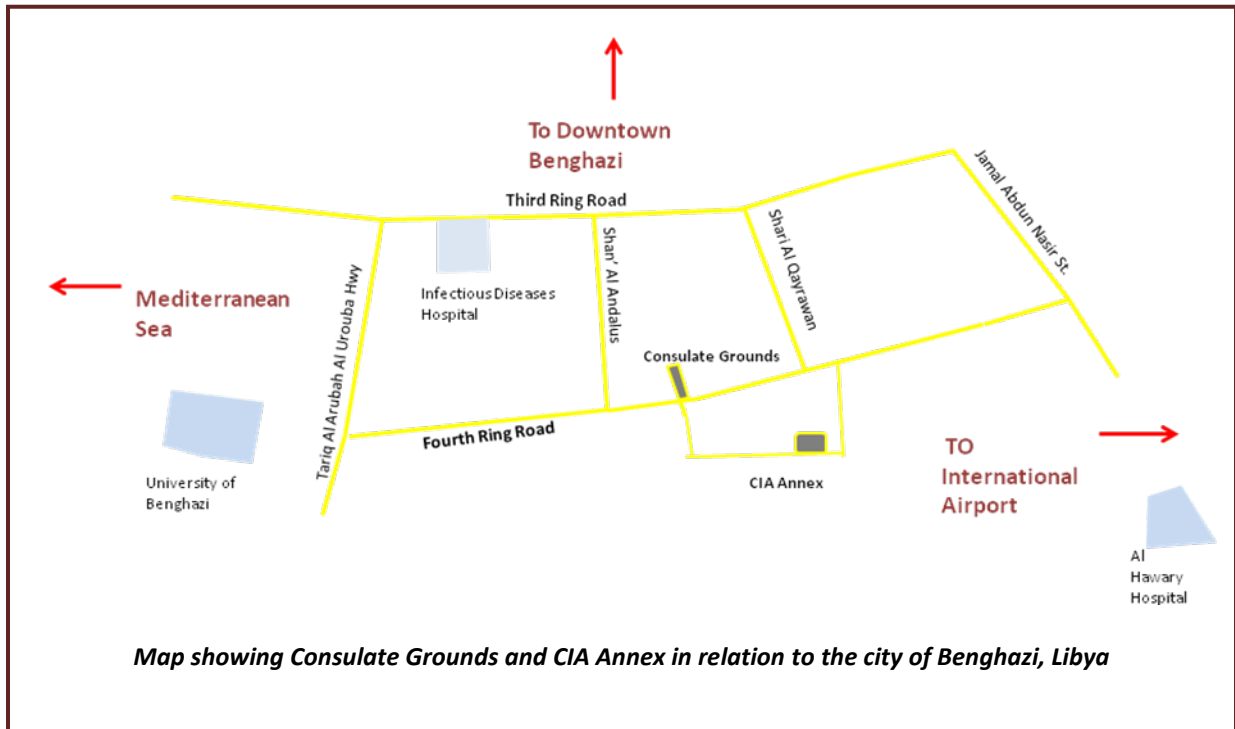 To Downtown
Benghazi
Third Ring Road
Jamal Abdun Nasir St.
Shari Al Qayrawan
Shan’ Al Andalus
Tariq Al Arubah Al Urouba Hwy
Mediterranean
Sea
Infectious Diseases
Hospital
Consulate Grounds
Fourth Ring Road
University of
Benghazi
CIA Annex
TO
International
Airport
Al
Hawary
Hospital
Map showing Consulate Grounds and CIA Annex in relation to the city of Benghazi, Libya